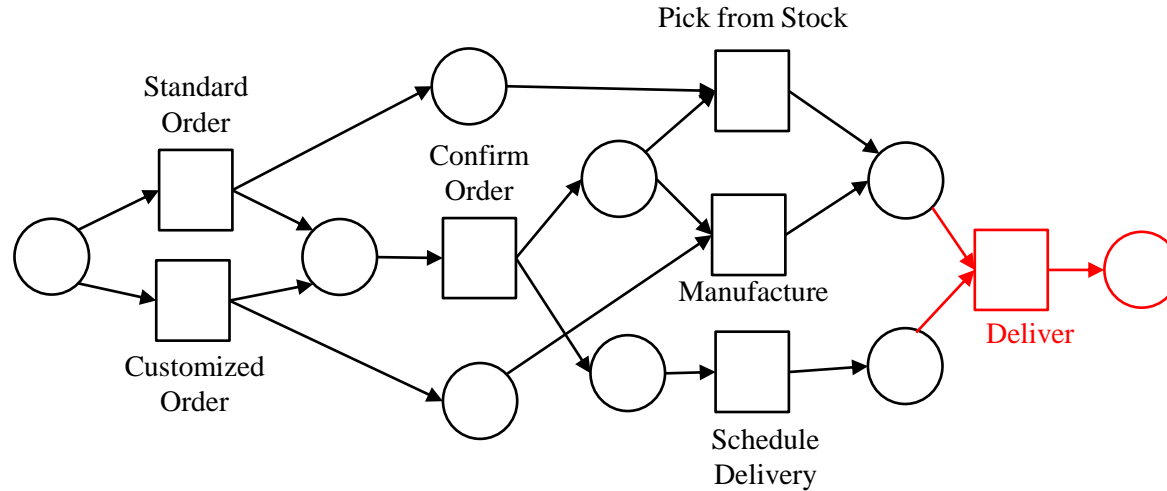 Pick from Stock
Standard
Order
Confirm
Order
Manufacture
Customized
Order
Deliver
Schedule
Delivery